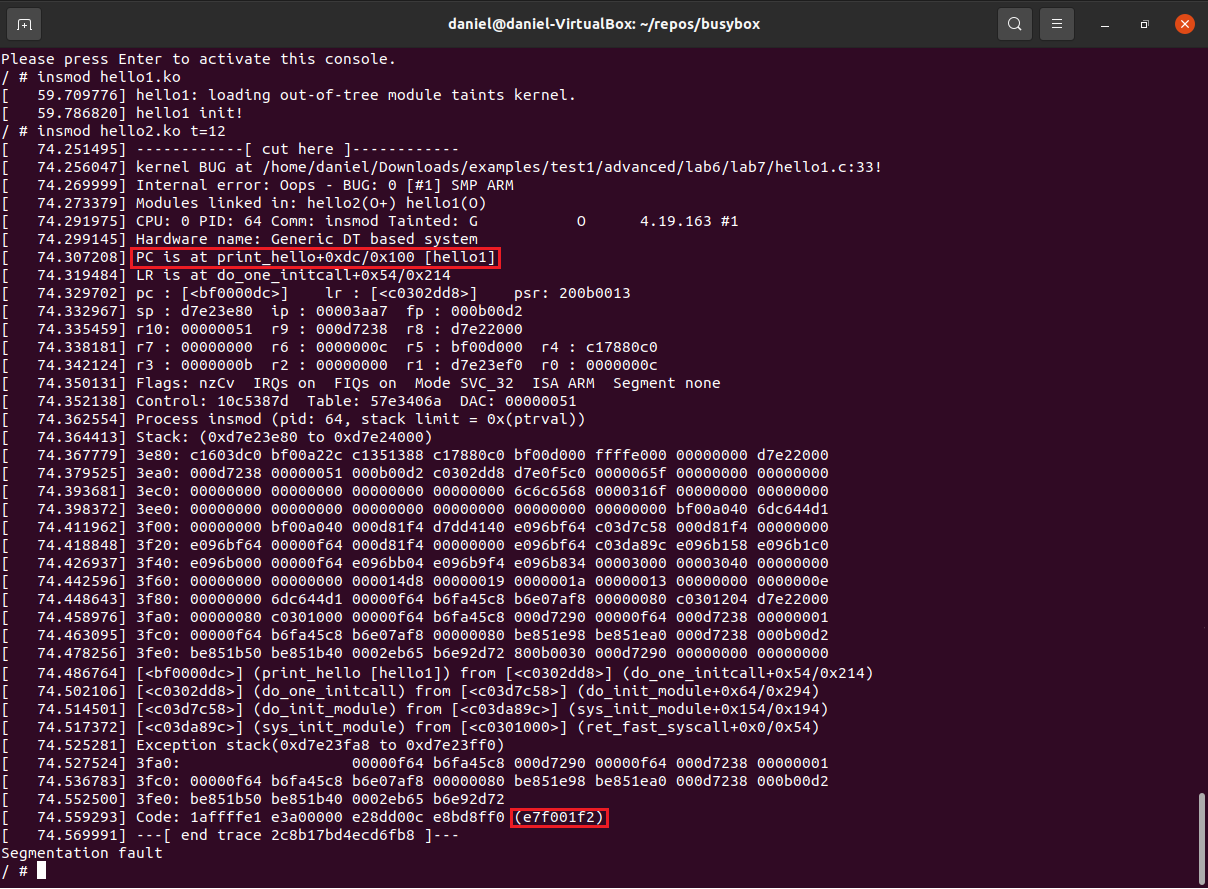 daniel@daniel-VirtualBox: ~/repos/busybox
Please press Enter to activate this console.
/ # insmod hello1.ko
[   59.709776] hello1: loading out-of-tree module taints kernel.
[   59.786820] hello1 init!
/ # insmod hello2.ko t=12
[   74.251495] ------------[ cut here ]------------
[   74.256047] kernel BUG at /home/daniel/Downloads/examples/test1/advanced/lab6/lab7/hello1.c:33!
[   74.269999] Internal error: Oops - BUG: 0 [#1] SMP ARM
[   74.273379] Modules linked in: hello2(O+) hello1(O)
[   74.291975] CPU: 0 PID: 64 Comm: insmod Tainted: G           O      4.19.163 #1
[   74.299145] Hardware name: Generic DT based system
[   74.307208] PC is at print_hello+0xdc/0x100 [hello1]
[   74.319484] LR is at do_one_initcall+0x54/0x214
[   74.329702] pc : [<bf0000dc>]    lr : [<c0302dd8>]    psr: 200b0013
[   74.332967] sp : d7e23e80  ip : 00003aa7  fp : 000b00d2
[   74.335459] r10: 00000051  r9 : 000d7238  r8 : d7e22000
[   74.338181] r7 : 00000000  r6 : 0000000c  r5 : bf00d000  r4 : c17880c0
[   74.342124] r3 : 0000000b  r2 : 00000000  r1 : d7e23ef0  r0 : 0000000c
[   74.350131] Flags: nzCv  IRQs on  FIQs on  Mode SVC_32  ISA ARM  Segment none
[   74.352138] Control: 10c5387d  Table: 57e3406a  DAC: 00000051
[   74.362554] Process insmod (pid: 64, stack limit = 0x(ptrval))
[   74.364413] Stack: (0xd7e23e80 to 0xd7e24000)
[   74.367779] 3e80: c1603dc0 bf00a22c c1351388 c17880c0 bf00d000 ffffe000 00000000 d7e22000
[   74.379525] 3ea0: 000d7238 00000051 000b00d2 c0302dd8 d7e0f5c0 0000065f 00000000 00000000
[   74.393681] 3ec0: 00000000 00000000 00000000 00000000 6c6c6568 0000316f 00000000 00000000
[   74.398372] 3ee0: 00000000 00000000 00000000 00000000 00000000 00000000 bf00a040 6dc644d1
[   74.411962] 3f00: 00000000 bf00a040 000d81f4 d7dd4140 e096bf64 c03d7c58 000d81f4 00000000
[   74.418848] 3f20: e096bf64 00000f64 000d81f4 00000000 e096bf64 c03da89c e096b158 e096b1c0
[   74.426937] 3f40: e096b000 00000f64 e096bb04 e096b9f4 e096b834 00003000 00003040 00000000
[   74.442596] 3f60: 00000000 00000000 000014d8 00000019 0000001a 00000013 00000000 0000000e
[   74.448643] 3f80: 00000000 6dc644d1 00000f64 b6fa45c8 b6e07af8 00000080 c0301204 d7e22000
[   74.458976] 3fa0: 00000080 c0301000 00000f64 b6fa45c8 000d7290 00000f64 000d7238 00000001
[   74.463095] 3fc0: 00000f64 b6fa45c8 b6e07af8 00000080 be851e98 be851ea0 000d7238 000b00d2
[   74.478256] 3fe0: be851b50 be851b40 0002eb65 b6e92d72 800b0030 000d7290 00000000 00000000
[   74.486764] [<bf0000dc>] (print_hello [hello1]) from [<c0302dd8>] (do_one_initcall+0x54/0x214)
[   74.502106] [<c0302dd8>] (do_one_initcall) from [<c03d7c58>] (do_init_module+0x64/0x294)
[   74.514501] [<c03d7c58>] (do_init_module) from [<c03da89c>] (sys_init_module+0x154/0x194)
[   74.517372] [<c03da89c>] (sys_init_module) from [<c0301000>] (ret_fast_syscall+0x0/0x54)
[   74.525281] Exception stack(0xd7e23fa8 to 0xd7e23ff0)
[   74.527524] 3fa0:                   00000f64 b6fa45c8 000d7290 00000f64 000d7238 00000001
[   74.536783] 3fc0: 00000f64 b6fa45c8 b6e07af8 00000080 be851e98 be851ea0 000d7238 000b00d2
[   74.552500] 3fe0: be851b50 be851b40 0002eb65 b6e92d72
[   74.559293] Code: 1affffe1 e3a00000 e28dd00c e8bd8ff0 (e7f001f2)
[   74.569991] ---[ end trace 2c8b17bd4ecd6fb8 ]---
Segmentation fault
/ #